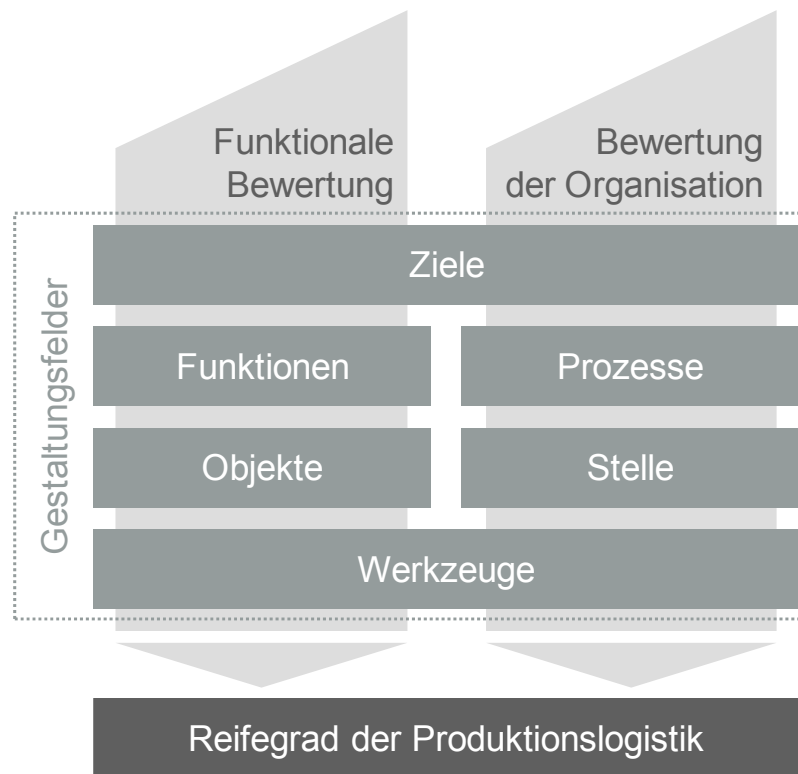 Funktionale
Bewertung
Bewertung
der Organisation
Gestaltungsfelder
Ziele
Funktionen
Prozesse
Objekte
Stelle
Werkzeuge
Reifegrad der Produktionslogistik